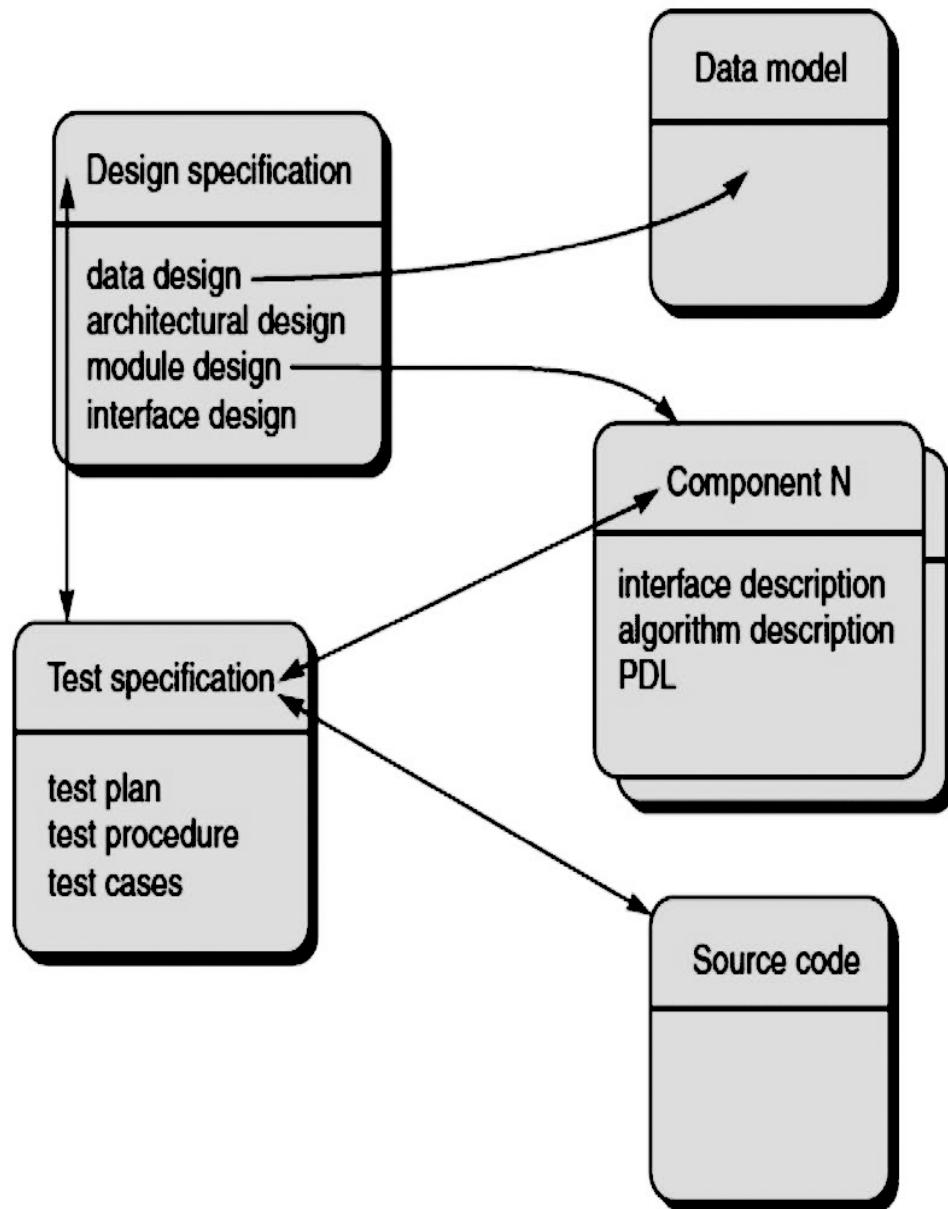 Data model
Design specification
data design
architectural design
module design
interface design
Component N
interface description
algorithm description
PDL
Test specification
test plan
test procedure
test cases
Source code